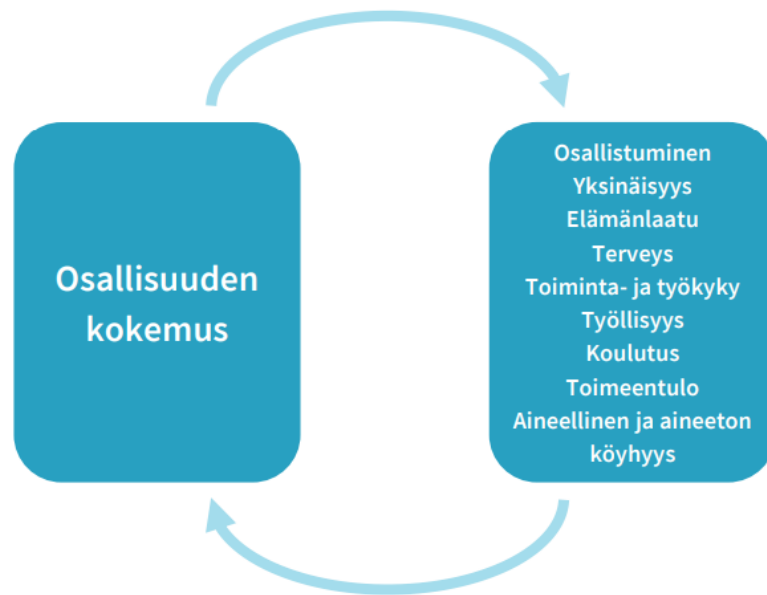 Osallisuuden
kokemus
Osallistuminen
Yksinäisyys
Elämänlaatu
Terveys
Toiminta- ja työkyky
Työllisyys
Koulutus
Toimeentulo
Aineellinen ja aineeton
köyhyys